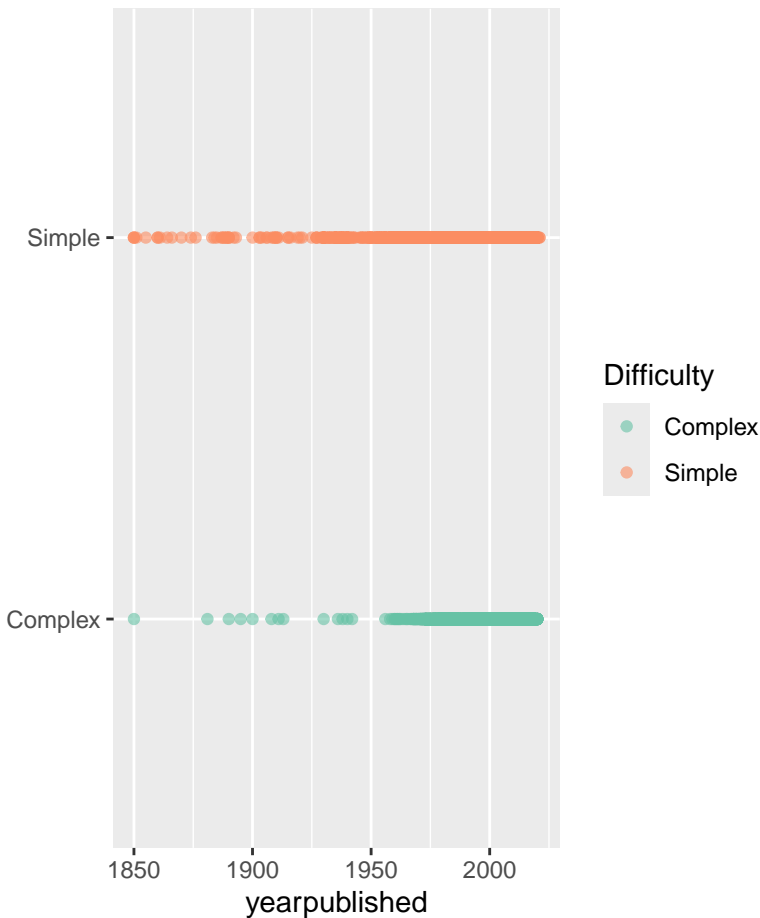 Simple
Complex
1850 1900 1950 2000
yearpublished
Difficulty
Complex
Simple